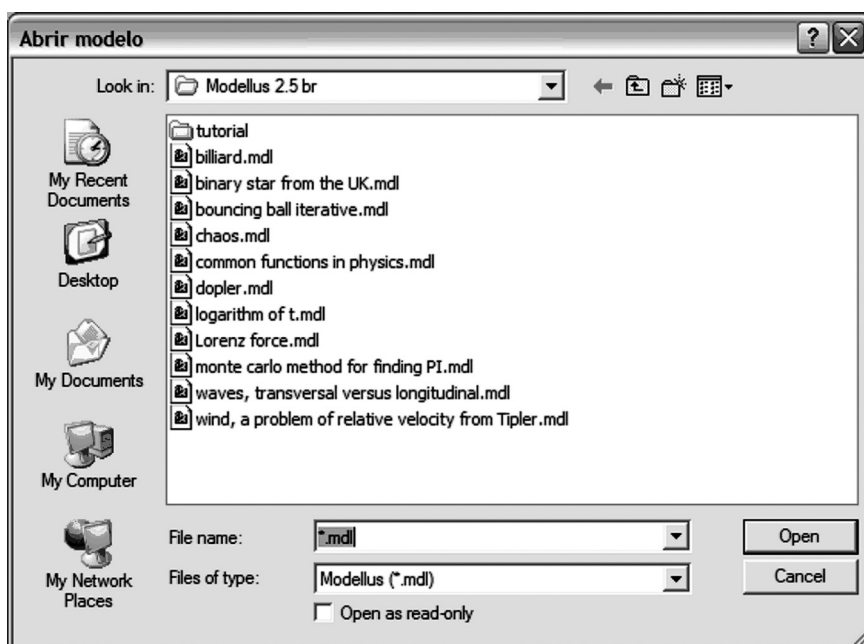 Abrir modelo
Look in: Modellus 2.5 br
My Recent
Documents
Desktop
My Documents
My Computer
My Network
Places
tutorial
billiard.mdl
binary star from the UK.mdl
bouncing ball iterative.mdl
chaos.mdl
common functions in physics.mdl
dopler.mdl
logarithm of t.mdl
Lorenz force.mdl
monte carlo method for finding PI.mdl
waves, transversal versus longitudinal.mdl
wind, a problem of relative velocity from Tipler.mdl
File name: *.mdl Open
Files of type: Modellus (*.mdl) Cancel
Open as read-only